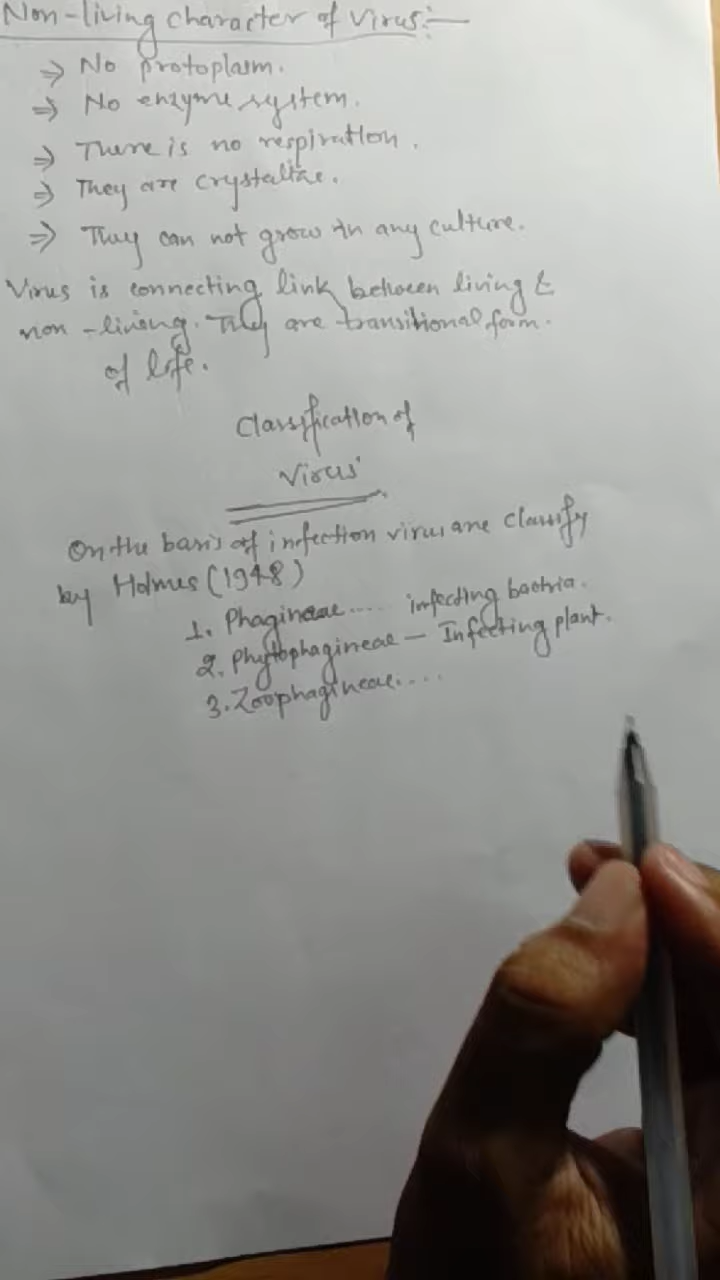 Non-living character of virus:-
⇒ No protoplasm.
⇒ No enzyme system.
⇒ There is no respiration.
⇒ They are crystallize.
⇒ They can not grow in any culture.
Virus is connecting link between living &
non-living. They are transitional form.
of life.
Classification of
Virus
On the basis of infection virus are classify
by Holmes (1948)
1. Phagineae.... infecting bactria.
2. Phytophagineae - Infecting plant.
3. Zoophagineae....